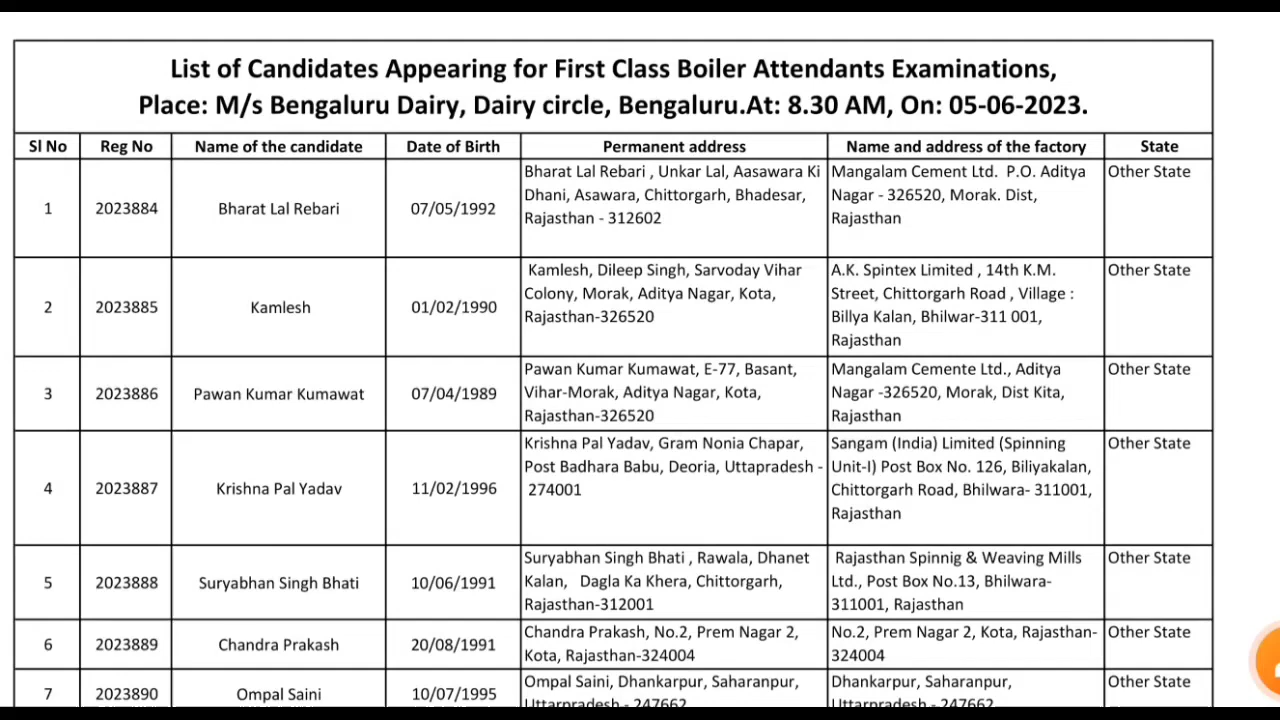 List of Candidates Appearing for First Class Boiler Attendants Examinations,
Place: M/s Bengaluru Dairy, Dairy circle, Bengaluru.At: 8.30 AM, On: 05-06-2023.
Sl No Reg No Name of the candidate Date of Birth Permanent address Name and address of the factory State
1 2023884 Bharat Lal Rebari 07/05/1992
Bharat Lal Rebari , Unkar Lal, Aasawara Ki
Dhani, Asawara, Chittorgarh, Bhadesar,
Rajasthan - 312602
Mangalam Cement Ltd. P.O. Aditya
Nagar - 326520, Morak. Dist,
Rajasthan
Other State
2 2023885 Kamlesh 01/02/1990
Kamlesh, Dileep Singh, Sarvoday Vihar
Colony, Morak, Aditya Nagar, Kota,
Rajasthan-326520
A.K. Spintex Limited , 14th K.M.
Street, Chittorgarh Road , Village :
Billya Kalan, Bhilwar-311 001,
Rajasthan
Other State
3 2023886 Pawan Kumar Kumawat 07/04/1989
Pawan Kumar Kumawat, E-77, Basant,
Vihar-Morak, Aditya Nagar, Kota,
Rajasthan-326520
Mangalam Cemente Ltd., Aditya
Nagar -326520, Morak, Dist Kita,
Rajasthan
Other State
4 2023887 Krishna Pal Yadav 11/02/1996
Krishna Pal Yadav, Gram Nonia Chapar,
Post Badhara Babu, Deoria, Uttapradesh -
274001
Sangam (India) Limited (Spinning
Unit-I) Post Box No. 126, Biliyakalan,
Chittorgarh Road, Bhilwara- 311001,
Rajasthan
Other State
5 2023888 Suryabhan Singh Bhati 10/06/1991
Suryabhan Singh Bhati , Rawala, Dhanet
Kalan, Dagla Ka Khera, Chittorgarh,
Rajasthan-312001
Rajasthan Spinnig & Weaving Mills
Ltd., Post Box No.13, Bhilwara-
311001, Rajasthan
Other State
6 2023889 Chandra Prakash 20/08/1991
Chandra Prakash, No.2, Prem Nagar 2,
Kota, Rajasthan-324004
No.2, Prem Nagar 2, Kota, Rajasthan-
324004
Other State
7 2023890 Ompal Saini 10/07/1995
Ompal Saini, Dhankarpur, Saharanpur,
Uttarpradesh - 247662
Dhankarpur, Saharanpur,
Uttarpradesh - 247662
Other State